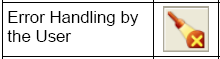 Error Handling by
the User